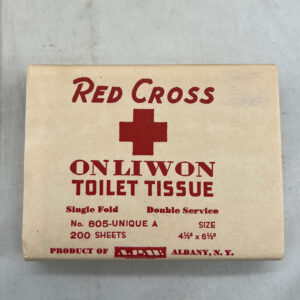 RED CROSS
ONLIWON
TOILET TISSUE
Single Fold Double Service
No. 805-UNIQUE A SIZE
200 SHEETS 4½" x 6½"
PRODUCT OF A.P.W. ALBANY, N. Y.